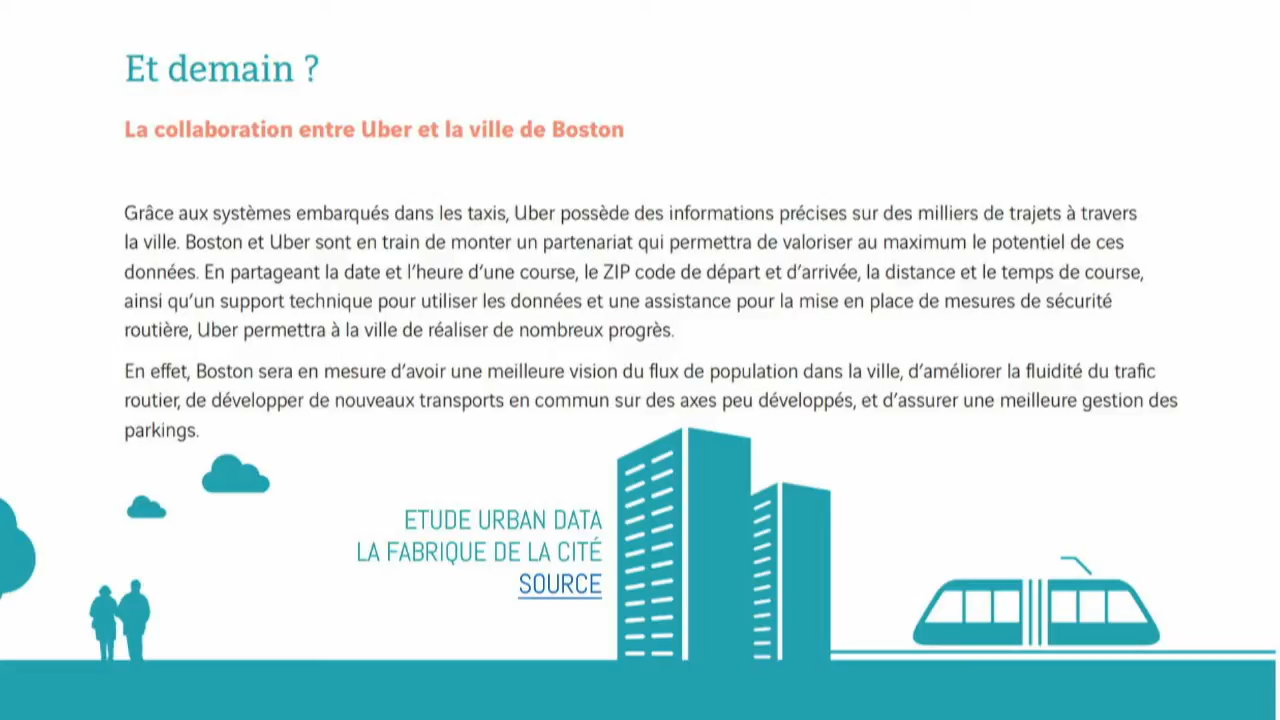 Et demain ?
La collaboration entre Uber et la ville de Boston
Grâce aux systèmes embarqués dans les taxis, Uber possède des informations précises sur des milliers de trajets à travers
la ville. Boston et Uber sont en train de monter un partenariat qui permettra de valoriser au maximum le potentiel de ces
données. En partageant la date et l'heure d'une course, le ZIP code de départ et d'arrivée, la distance et le temps de course,
ainsi qu'un support technique pour utiliser les données et une assistance pour la mise en place de mesures de sécurité
routière, Uber permettra à la ville de réaliser de nombreux progrès.
En effet, Boston sera en mesure d'avoir une meilleure vision du flux de population dans la ville, d'améliorer la fluidité du trafic
routier, de développer de nouveaux transports en commun sur des axes peu développés, et d'assurer une meilleure gestion des
parkings.
ETUDE URBAN DATA
LA FABRIQUE DE LA CITÉ
SOURCE